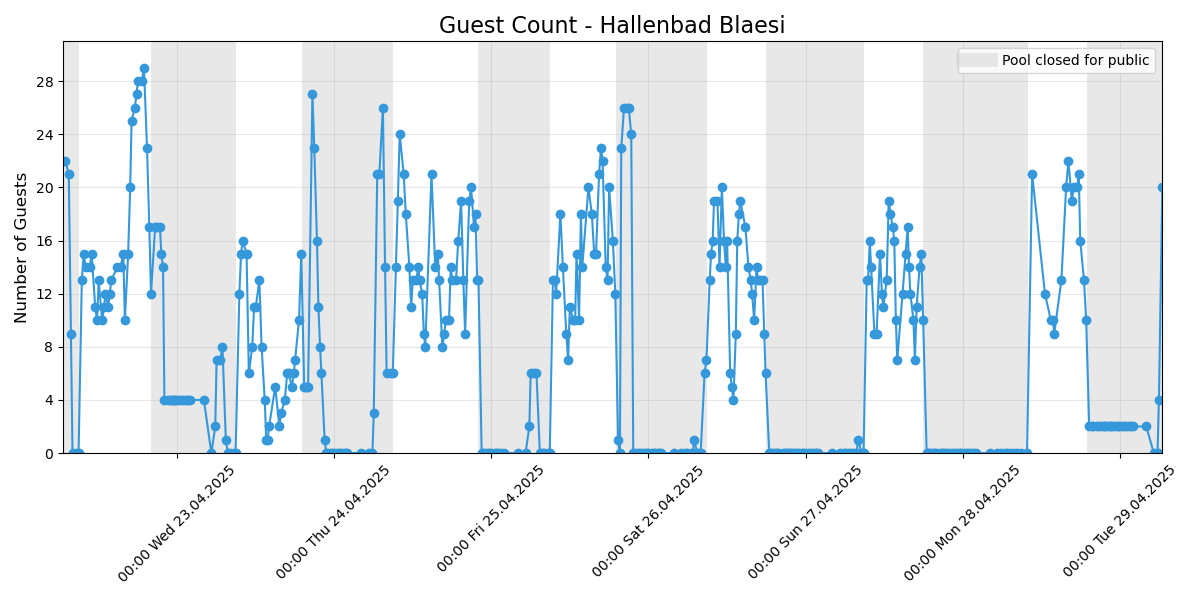 Guest Count - Hallenbad Blaesi
Pool closed for public
Number of Guests
28
24
20
16
12
8
4
0
00:00 Wed 23.04.2025
00:00 Thu 24.04.2025
00:00 Fri 25.04.2025
00:00 Sat 26.04.2025
00:00 Sun 27.04.2025
00:00 Mon 28.04.2025
00:00 Tue 29.04.2025